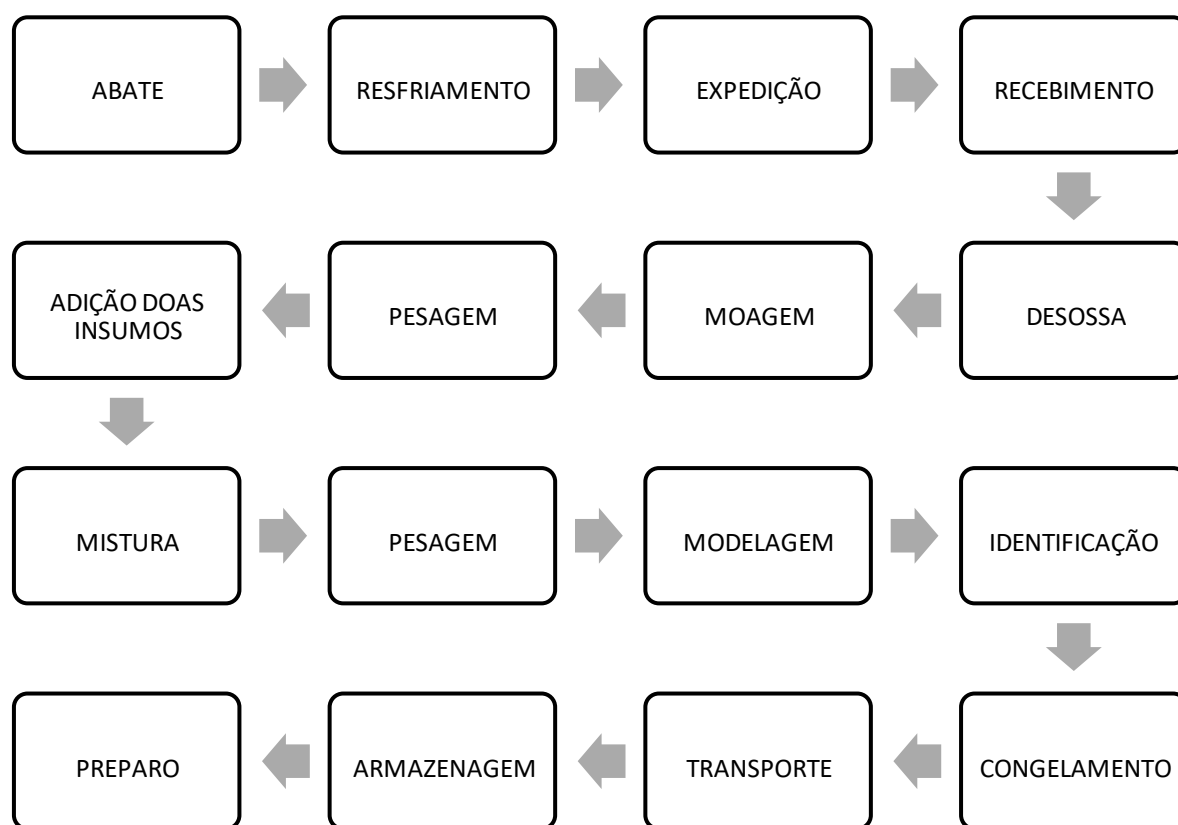 ABATE
RESFRIAMENTO
EXPEDIÇÃO
RECEBIMENTO
DESOSSA
MOAGEM
PESAGEM
ADIÇÃO DOAS
INSUMOS
MISTURA
PESAGEM
MODELAGEM
IDENTIFICAÇÃO
CONGELAMENTO
TRANSPORTE
ARMAZENAGEM
PREPARO